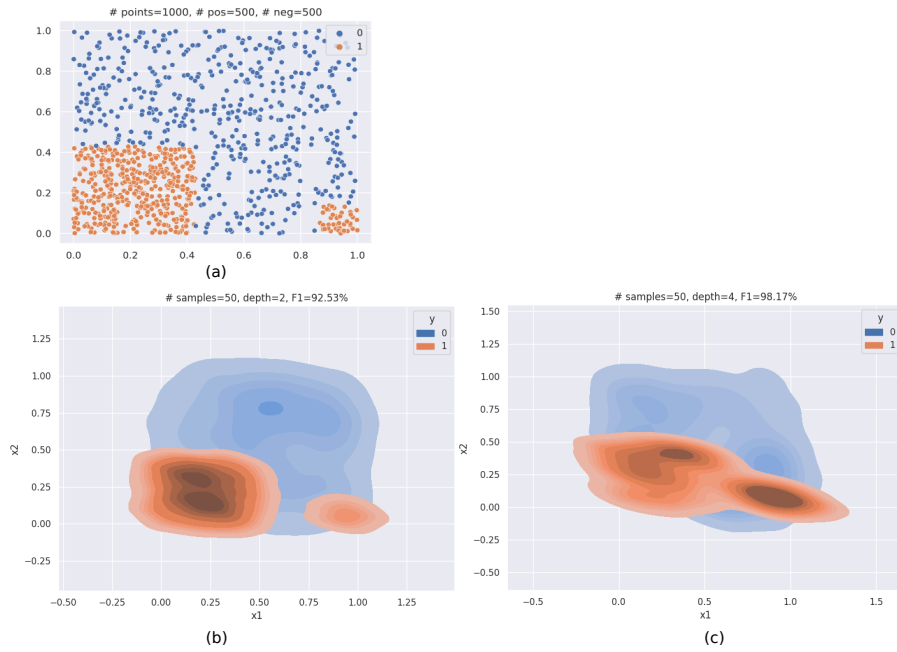 # points=1000, # pos=500, # neg=500
0
1
1.0
0.8
0.6
0.4
0.2
0.0
0.0 0.2 0.4 0.6 0.8 1.0
(a)
# samples=50, depth=2, F1=92.53%
y
0
1
1.25
1.00
0.75
0.50
0.25
0.00
−0.25
x2
−0.50 −0.25 0.00 0.25 0.50 0.75 1.00 1.25
x1
(b)
# samples=50, depth=4, F1=98.17%
y
0
1
1.50
1.25
1.00
0.75
0.50
0.25
0.00
−0.25
−0.50
x2
−0.5 0.0 0.5 1.0 1.5
x1
(c)